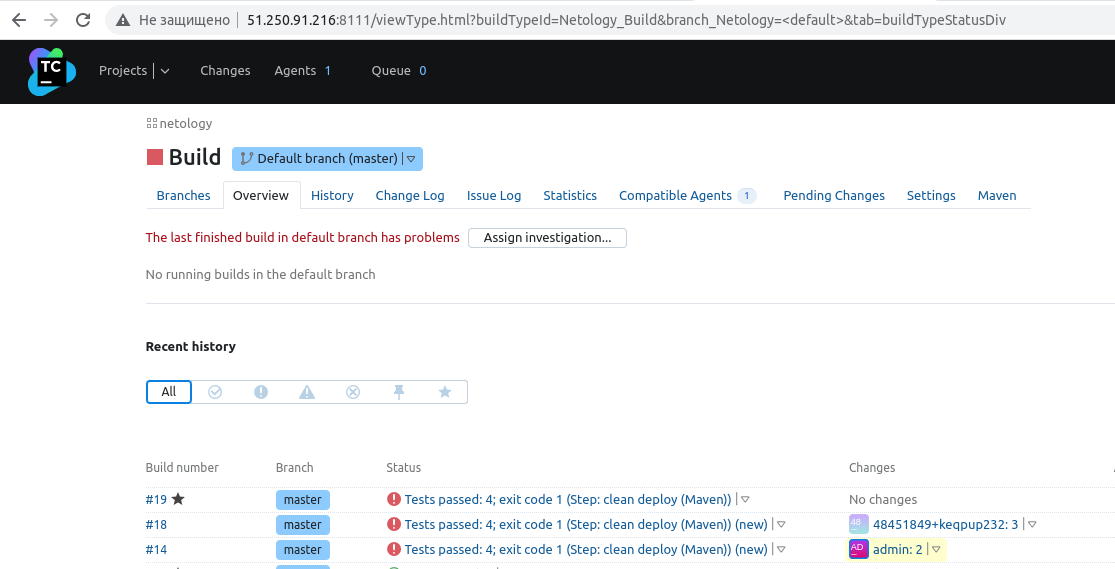 Не защищено 51.250.91.216:8111/viewType.html?buildTypeId=Netology_Build&branch_Netology=<default>&tab=buildTypeStatusDiv
TC Projects Changes Agents 1 Queue 0
netology
Build Default branch (master)
Branches Overview History Change Log Issue Log Statistics Compatible Agents 1 Pending Changes Settings Maven
The last finished build in default branch has problems Assign investigation...
No running builds in the default branch
Recent history
All
Build number Branch Status Changes
#19 master Tests passed: 4; exit code 1 (Step: clean deploy (Maven)) No changes
#18 master Tests passed: 4; exit code 1 (Step: clean deploy (Maven)) (new) 48 48451849+keqpup232: 3
#14 master Tests passed: 4; exit code 1 (Step: clean deploy (Maven)) (new) AD admin: 2